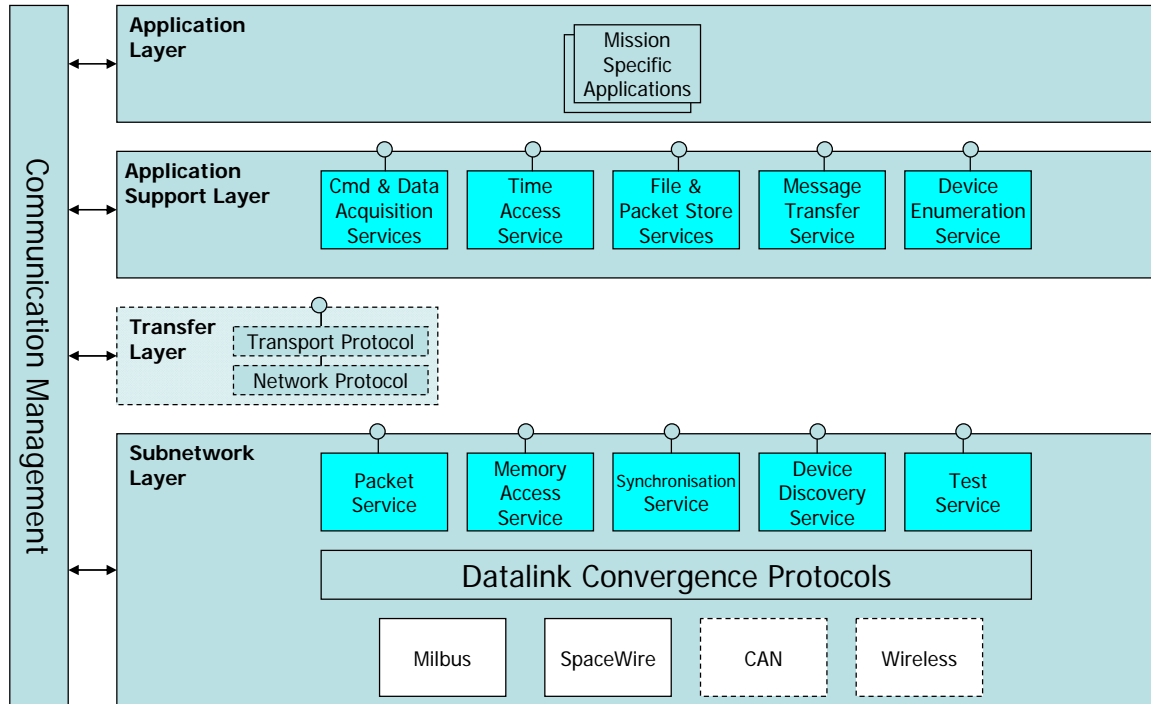 Communication Management
Application
Layer
Mission
Specific
Applications
Application
Support Layer
Cmd & Data
Acquisition
Services
Time
Access
Service
File &
Packet Store
Services
Message
Transfer
Service
Device
Enumeration
Service
Transfer
Layer
Transport Protocol
Network Protocol
Subnetwork
Layer
Packet
Service
Memory
Access
Service
Synchronisation
Service
Device
Discovery
Service
Test
Service
Datalink Convergence Protocols
Milbus
SpaceWire
CAN
Wireless